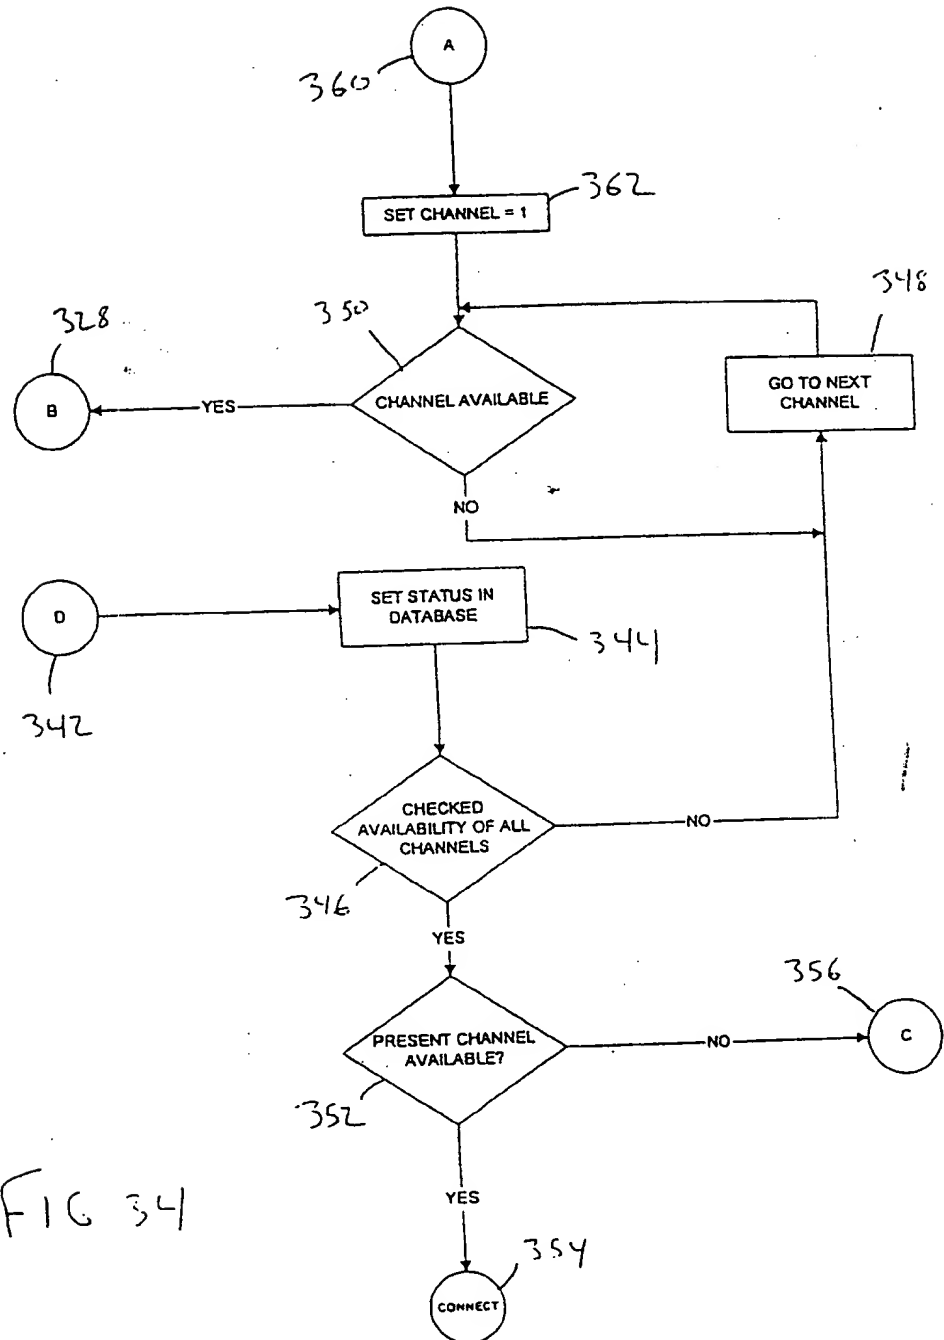 A
360
SET CHANNEL = 1
362
348
350
328
GO TO NEXT
CHANNEL
CHANNEL AVAILABLE
B
YES
NO
SET STATUS IN
DATABASE
D
344
342
CHECKED
AVAILABILITY OF ALL
CHANNELS
NO
346
YES
356
PRESENT CHANNEL
AVAILABLE?
NO
C
352
YES
FIG 34
354
CONNECT